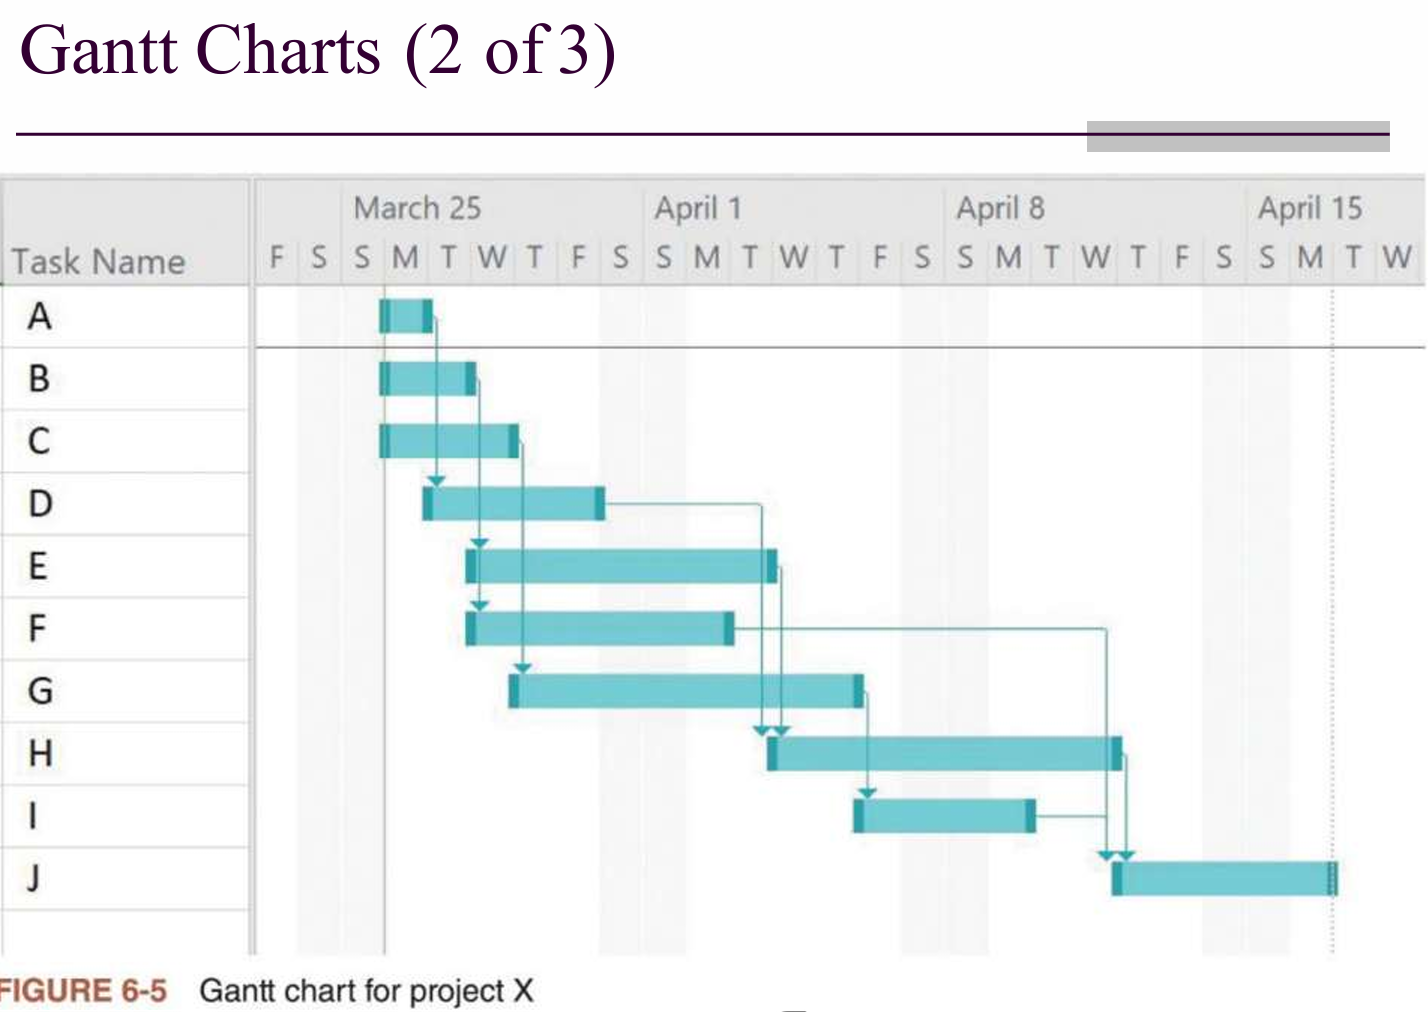 Gantt Charts (2 of 3)
March 25 April 1 April 8 April 15
Task Name F S S M T W T F S S M T W T F S S M T W T F S S M T W
A
B
C
D
E
F
G
H
I
J
FIGURE 6-5 Gantt chart for project X